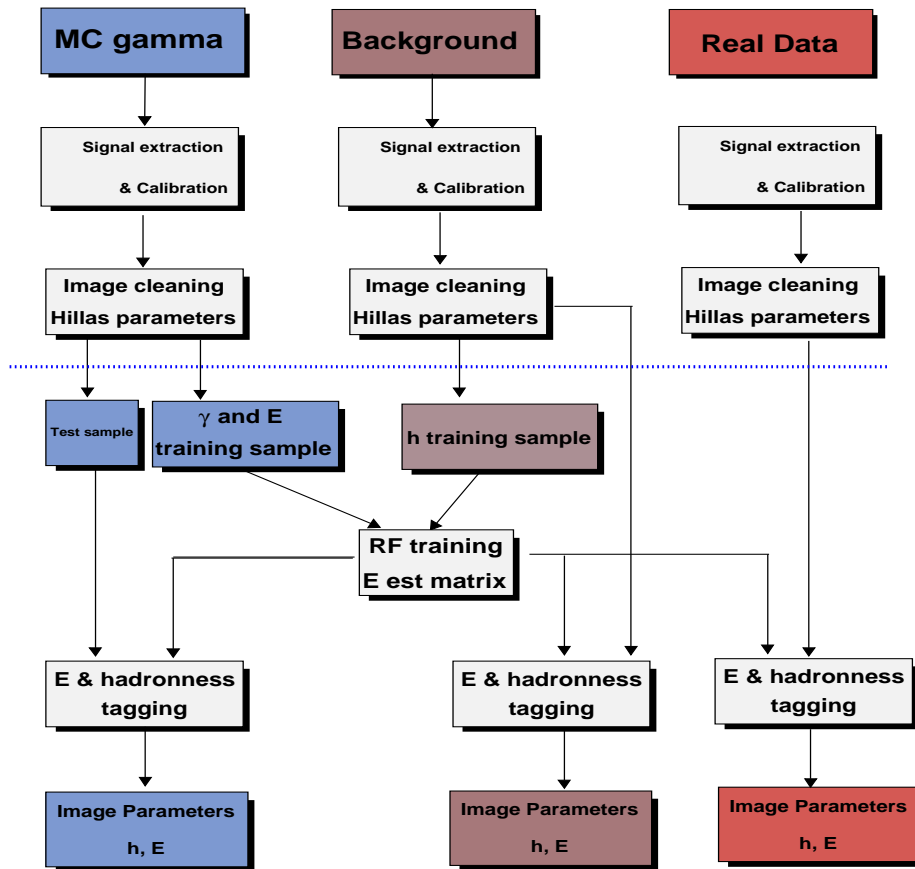 MC gamma
Background
Real Data
Signal extraction
& Calibration
Signal extraction
& Calibration
Signal extraction
& Calibration
Image cleaning
Hillas parameters
Image cleaning
Hillas parameters
Image cleaning
Hillas parameters
Test sample
γ and E
training sample
h training sample
RF training
E est matrix
E & hadronness
tagging
E & hadronness
tagging
E & hadronness
tagging
Image Parameters
h, E
Image Parameters
h, E
Image Parameters
h, E